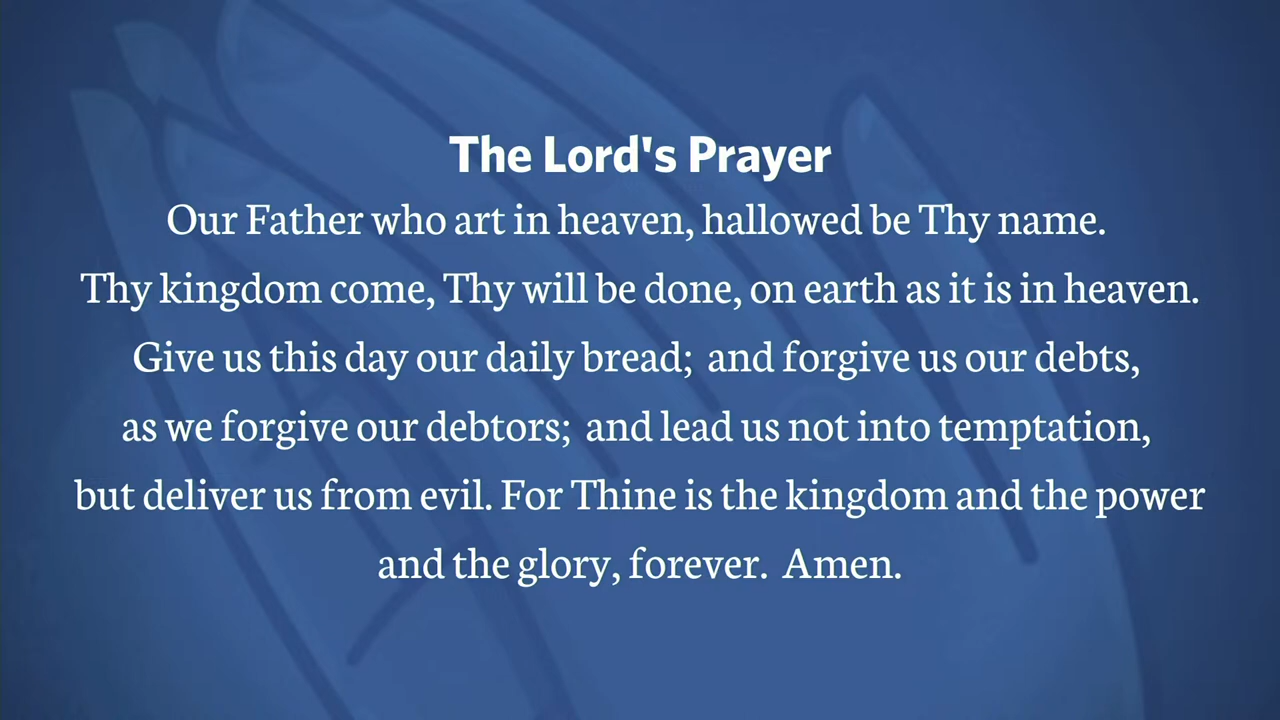 The Lord's Prayer
Our Father who art in heaven, hallowed be Thy name.
Thy kingdom come, Thy will be done, on earth as it is in heaven.
Give us this day our daily bread;  and forgive us our debts,
as we forgive our debtors;  and lead us not into temptation,
but deliver us from evil. For Thine is the kingdom and the power
and the glory, forever.  Amen.